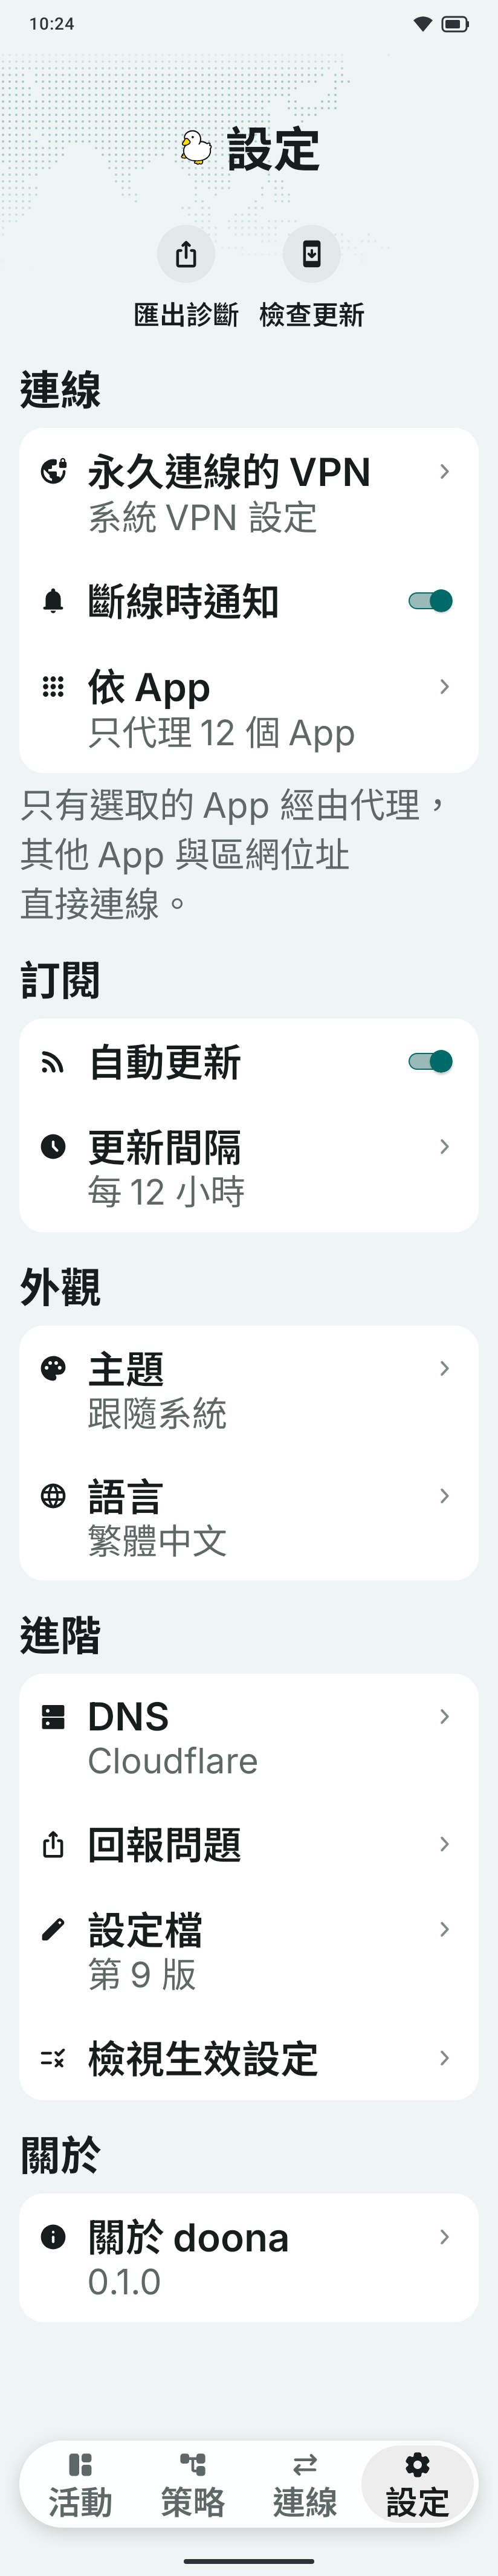 10:24
設定
匯出診斷 檢查更新
連線
永久連線的 VPN
系統 VPN 設定
斷線時通知
依 App
只代理 12 個 App
只有選取的 App 經由代理，
其他 App 與區網位址
直接連線。
訂閱
自動更新
更新間隔
每 12 小時
外觀
主題
跟隨系統
語言
繁體中文
進階
DNS
Cloudflare
回報問題
設定檔
第 9 版
檢視生效設定
關於
關於 doona
0.1.0
活動 策略 連線 設定